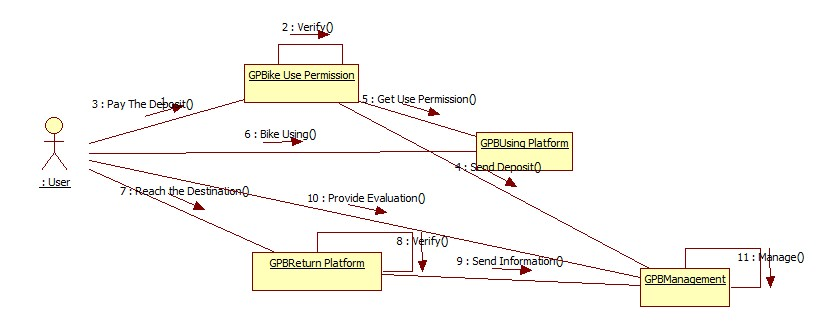 2 : Verify()
GPBike Use Permission
3 : Pay The Deposit()
1
5 : Get Use Permission()
6 : Bike Using()
GPBUsing Platform
4 : Send Deposit()
: User
7 : Reach the Destination()
10 : Provide Evaluation()
8 : Verify()
GPBReturn Platform
9 : Send Information()
11 : Manage()
GPBManagement